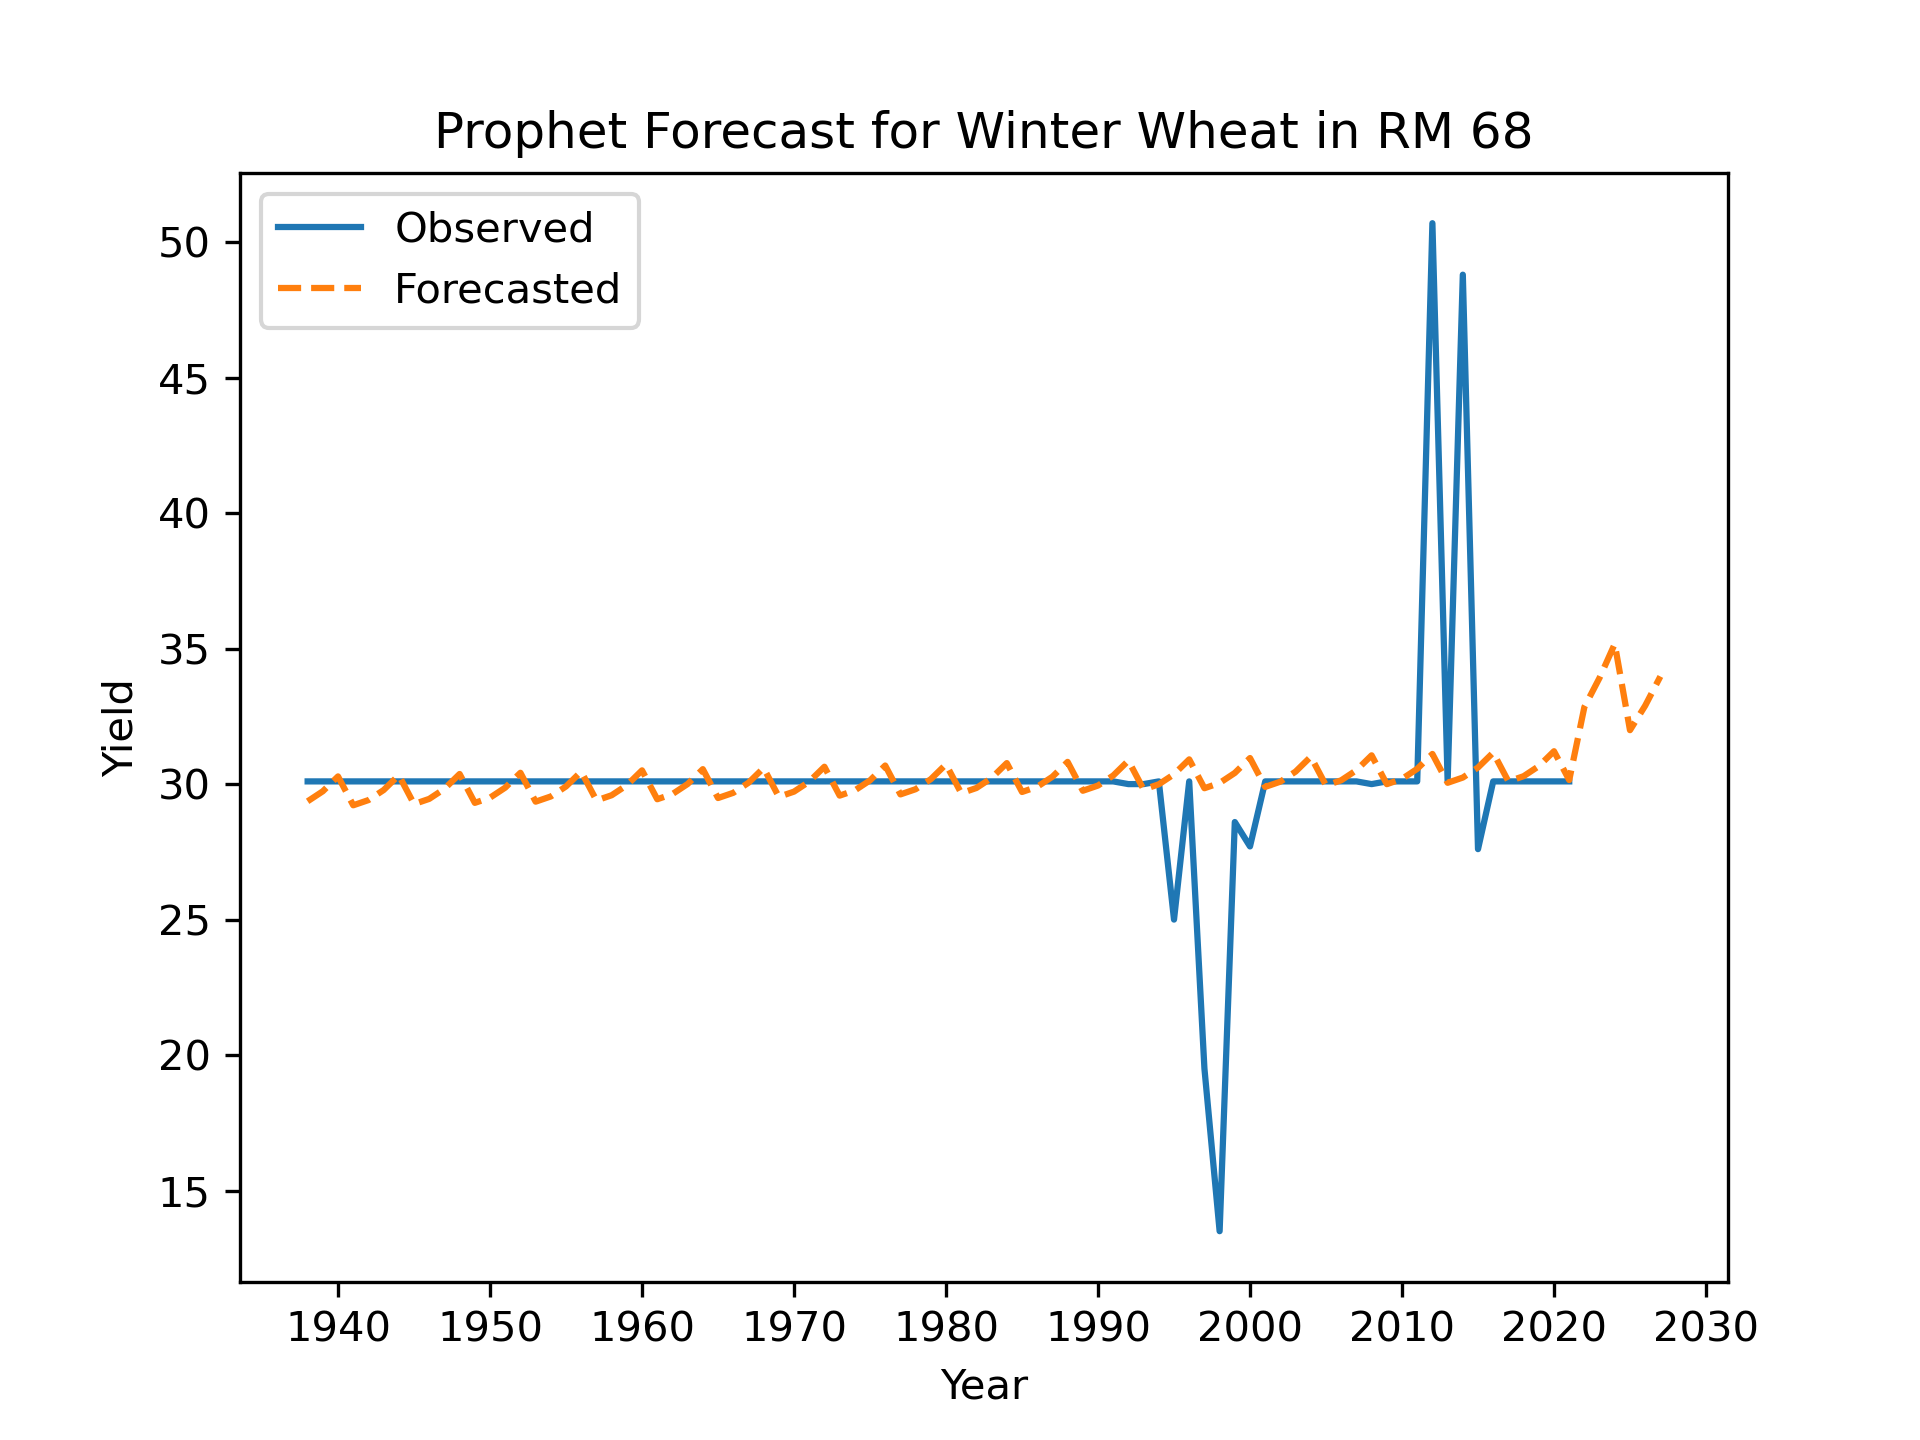 Prophet Forecast for Winter Wheat in RM 68
Observed
Forecasted
50
45
40
35
30
25
20
15
Yield
1940 1950 1960 1970 1980 1990 2000 2010 2020 2030
Year